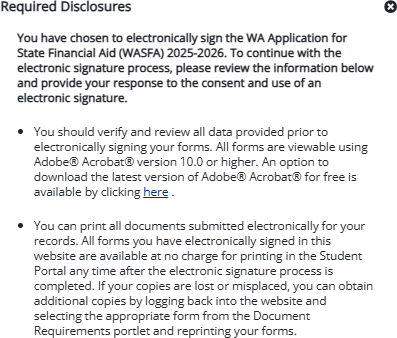 Required Disclosures
You have chosen to electronically sign the WA Application for
State Financial Aid (WASFA) 2025-2026. To continue with the
electronic signature process, please review the information below
and provide your response to the consent and use of an
electronic signature.
• You should verify and review all data provided prior to
electronically signing your forms. All forms are viewable using
Adobe® Acrobat® version 10.0 or higher. An option to
download the latest version of Adobe® Acrobat® for free is
available by clicking here .
• You can print all documents submitted electronically for your
records. All forms you have electronically signed in this
website are available at no charge for printing in the Student
Portal any time after the electronic signature process is
completed. If your copies are lost or misplaced, you can obtain
additional copies by logging back into the website and
selecting the appropriate form from the Document
Requirements portlet and reprinting your forms.